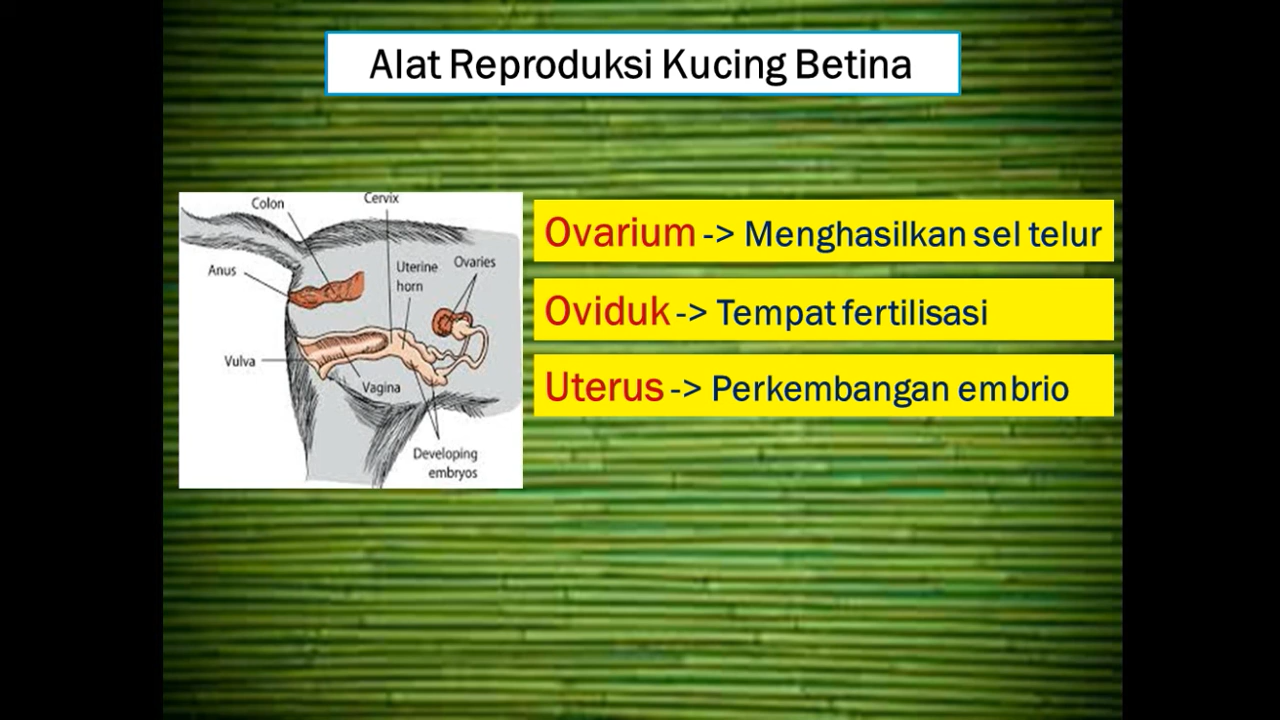 Alat Reproduksi Kucing Betina
Colon
Cervix
Anus
Uterine
horn
Ovaries
Vulva
Vagina
Developing
embryos
Ovarium -> Menghasilkan sel telur
Oviduk -> Tempat fertilisasi
Uterus -> Perkembangan embrio